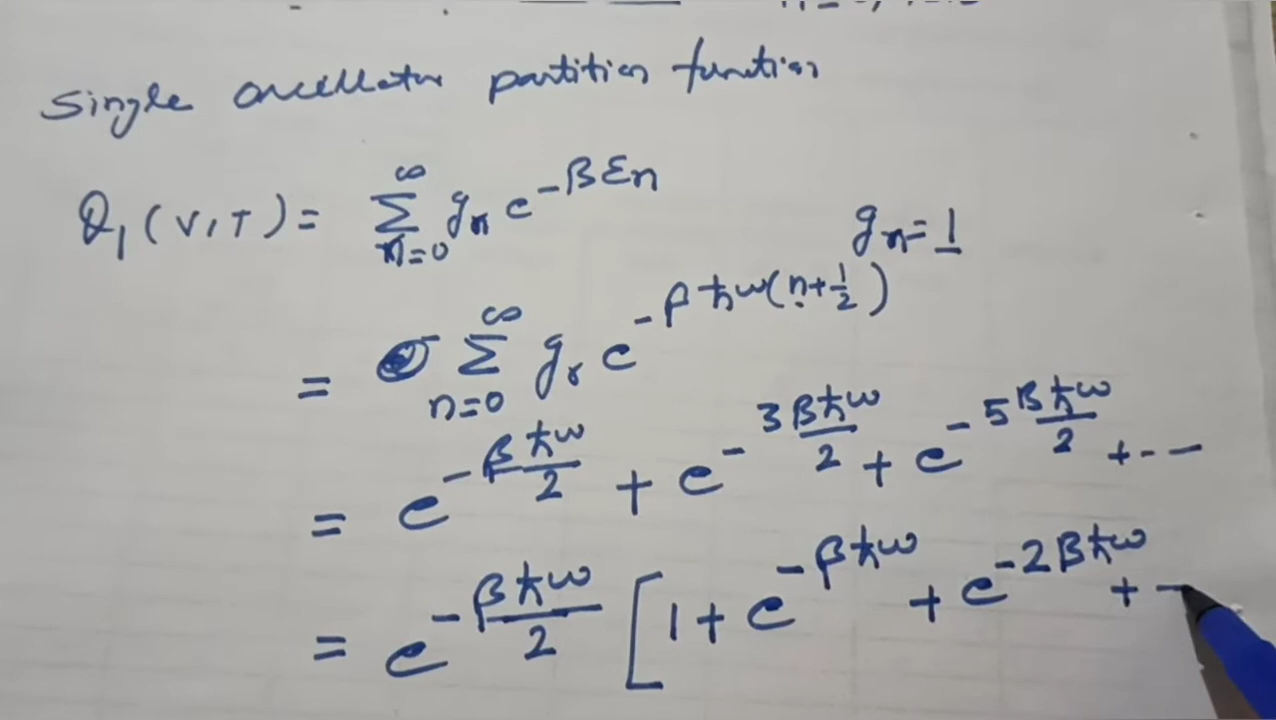 Single oscillator partition function
Q₁(V,T) = Σ_{n=0}^{∞} gₙ e^{-βεn}
gₙ = 1
= Σ_{n=0}^{∞} gᵣ e^{-βħω(n+1/2)}
= e^{-βħω/2} + e^{-3βħω/2} + e^{-5βħω/2} + --
= e^{-βħω/2} [1 + e^{-βħω} + e^{-2βħω} + -